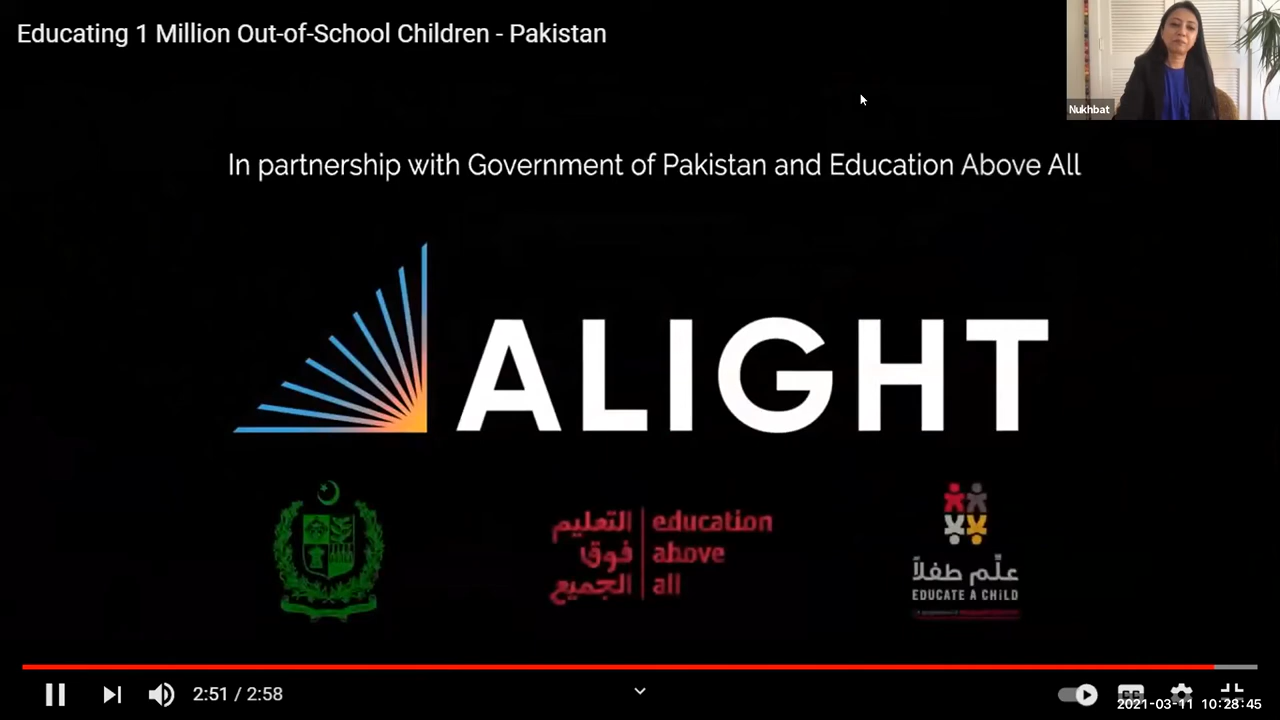 Educating 1 Million Out-of-School Children - Pakistan
Nukhbat
In partnership with Government of Pakistan and Education Above All
ALIGHT
التعليم
فوق
الجميع
education
above
all
علّم طفلاً
EDUCATE A CHILD
2:51 / 2:58
CC
2021-03-11 10:28:45